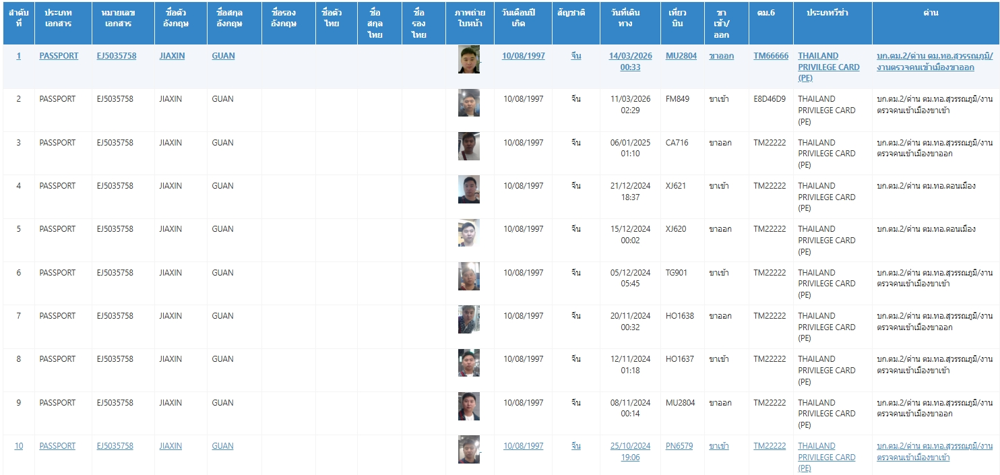 ลำดับที่ ประเภทเอกสาร หมายเลขเอกสาร ชื่อตัวอังกฤษ ชื่อสกุลอังกฤษ ชื่อรองอังกฤษ ชื่อตัวไทย ชื่อสกุลไทย ชื่อรองไทย ภาพถ่ายใบหน้า วันเดือนปีเกิด สัญชาติ วันที่เดินทาง เที่ยวบิน ขาเข้า/ออก ตม.6 ประเภทวีซ่า ด่าน
1 PASSPORT EJ5035758 JIAXIN GUAN 10/08/1997 จีน 14/03/2026 00:33 MU2804 ขาออก TM66666 THAILAND PRIVILEGE CARD (PE) บก.ตม.2/ด่าน ตม.ทอ.สุวรรณภูมิ/งานตรวจคนเข้าเมืองขาออก
2 PASSPORT EJ5035758 JIAXIN GUAN 10/08/1997 จีน 11/03/2026 02:29 FM849 ขาเข้า E8D46D9 THAILAND PRIVILEGE CARD (PE) บก.ตม.2/ด่าน ตม.ทอ.สุวรรณภูมิ/งานตรวจคนเข้าเมืองขาเข้า
3 PASSPORT EJ5035758 JIAXIN GUAN 10/08/1997 จีน 06/01/2025 01:10 CA716 ขาออก TM22222 THAILAND PRIVILEGE CARD (PE) บก.ตม.2/ด่าน ตม.ทอ.สุวรรณภูมิ/งานตรวจคนเข้าเมืองขาออก
4 PASSPORT EJ5035758 JIAXIN GUAN 10/08/1997 จีน 21/12/2024 18:37 XJ621 ขาเข้า TM22222 THAILAND PRIVILEGE CARD (PE) บก.ตม.2/ด่าน ตม.ทอ.ดอนเมือง
5 PASSPORT EJ5035758 JIAXIN GUAN 10/08/1997 จีน 15/12/2024 00:02 XJ620 ขาออก TM22222 THAILAND PRIVILEGE CARD (PE) บก.ตม.2/ด่าน ตม.ทอ.ดอนเมือง
6 PASSPORT EJ5035758 JIAXIN GUAN 10/08/1997 จีน 05/12/2024 05:45 TG901 ขาเข้า TM22222 THAILAND PRIVILEGE CARD (PE) บก.ตม.2/ด่าน ตม.ทอ.สุวรรณภูมิ/งานตรวจคนเข้าเมืองขาเข้า
7 PASSPORT EJ5035758 JIAXIN GUAN 10/08/1997 จีน 20/11/2024 00:32 HO1638 ขาออก TM22222 THAILAND PRIVILEGE CARD (PE) บก.ตม.2/ด่าน ตม.ทอ.สุวรรณภูมิ/งานตรวจคนเข้าเมืองขาออก
8 PASSPORT EJ5035758 JIAXIN GUAN 10/08/1997 จีน 12/11/2024 01:18 HO1637 ขาเข้า TM22222 THAILAND PRIVILEGE CARD (PE) บก.ตม.2/ด่าน ตม.ทอ.สุวรรณภูมิ/งานตรวจคนเข้าเมืองขาเข้า
9 PASSPORT EJ5035758 JIAXIN GUAN 10/08/1997 จีน 08/11/2024 00:14 MU2804 ขาออก TM22222 THAILAND PRIVILEGE CARD (PE) บก.ตม.2/ด่าน ตม.ทอ.สุวรรณภูมิ/งานตรวจคนเข้าเมืองขาออก
10 PASSPORT EJ5035758 JIAXIN GUAN 10/08/1997 จีน 25/10/2024 19:06 PN6579 ขาเข้า TM22222 THAILAND PRIVILEGE CARD (PE) บก.ตม.2/ด่าน ตม.ทอ.สุวรรณภูมิ/งานตรวจคนเข้าเมืองขาเข้า